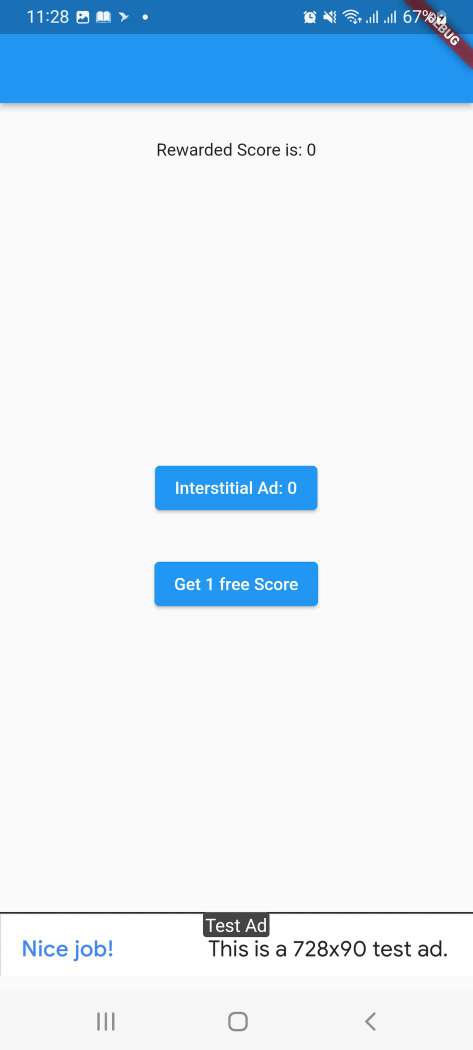 11:28
67%
DEBUG
Rewarded Score is: 0
Interstitial Ad: 0
Get 1 free Score
Test Ad
Nice job!
This is a 728x90 test ad.